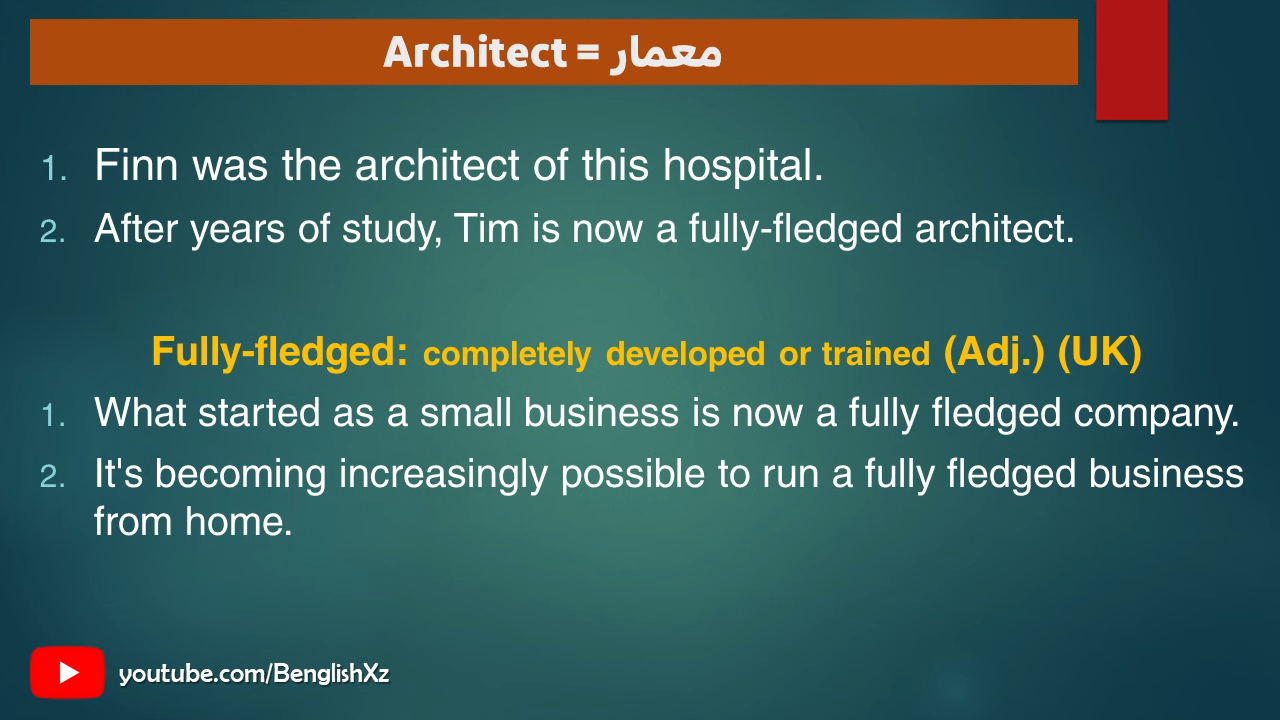 Architect = معمار
1. Finn was the architect of this hospital.
2. After years of study, Tim is now a fully-fledged architect.
Fully-fledged: completely developed or trained (Adj.) (UK)
1. What started as a small business is now a fully fledged company.
2. It's becoming increasingly possible to run a fully fledged business
from home.
youtube.com/BenglishXz